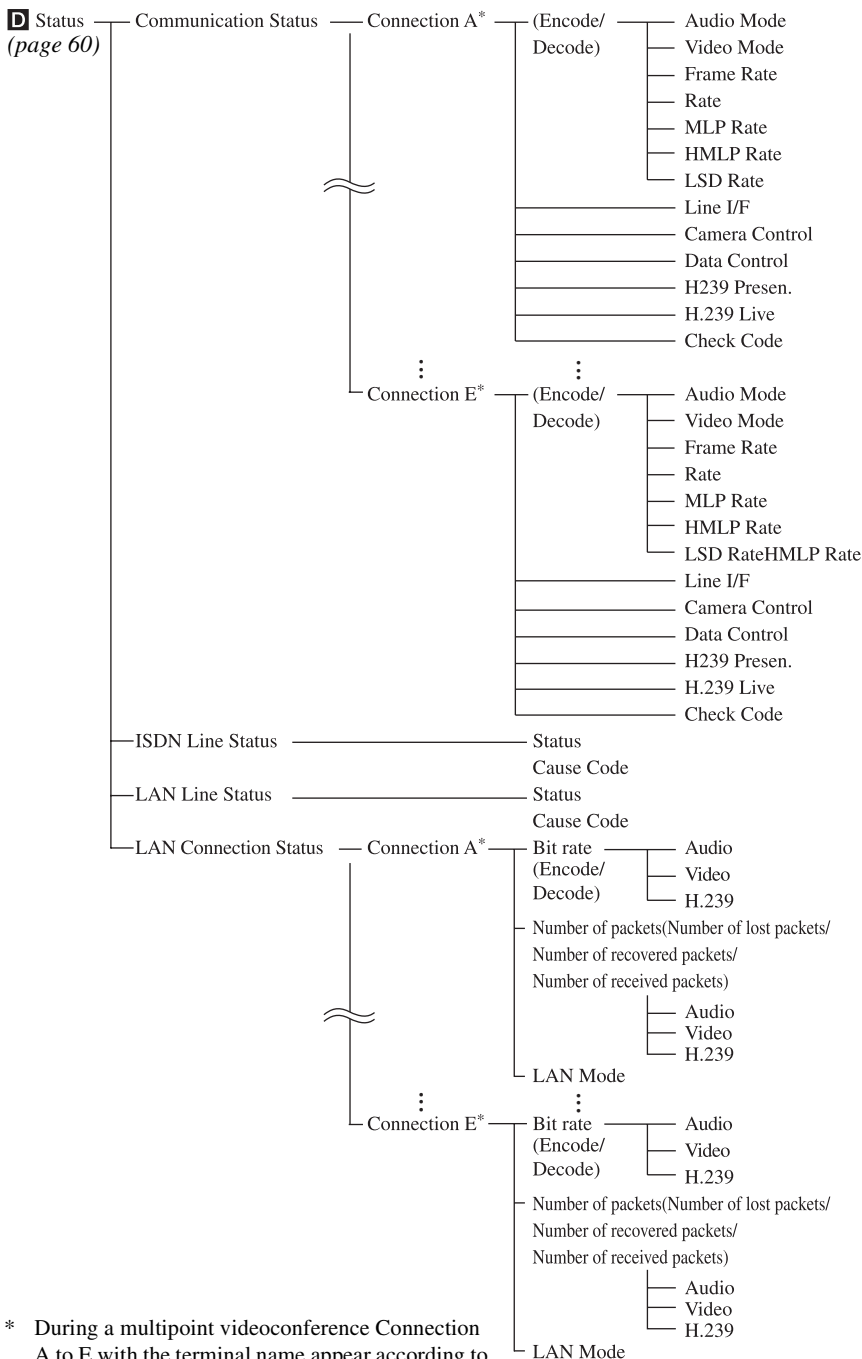 D Status Communication Status Connection A* (Encode/ Audio Mode
(page 60) Decode) Video Mode
Frame Rate
Rate
MLP Rate
HMLP Rate
LSD Rate
Line I/F
Camera Control
Data Control
H239 Presen.
H.239 Live
Check Code
Connection E* (Encode/ Audio Mode
Decode) Video Mode
Frame Rate
Rate
MLP Rate
HMLP Rate
LSD RateHMLP Rate
Line I/F
Camera Control
Data Control
H239 Presen.
H.239 Live
Check Code
ISDN Line Status Status
Cause Code
LAN Line Status Status
Cause Code
LAN Connection Status Connection A* Bit rate Audio
(Encode/ Video
Decode) H.239
Number of packets(Number of lost packets/
Number of recovered packets/
Number of received packets)
Audio
Video
H.239
LAN Mode
Connection E* Bit rate Audio
(Encode/ Video
Decode) H.239
Number of packets(Number of lost packets/
Number of recovered packets/
Number of received packets)
Audio
Video
H.239
LAN Mode
* During a multipoint videoconference Connection
A to E with the terminal name appear according to